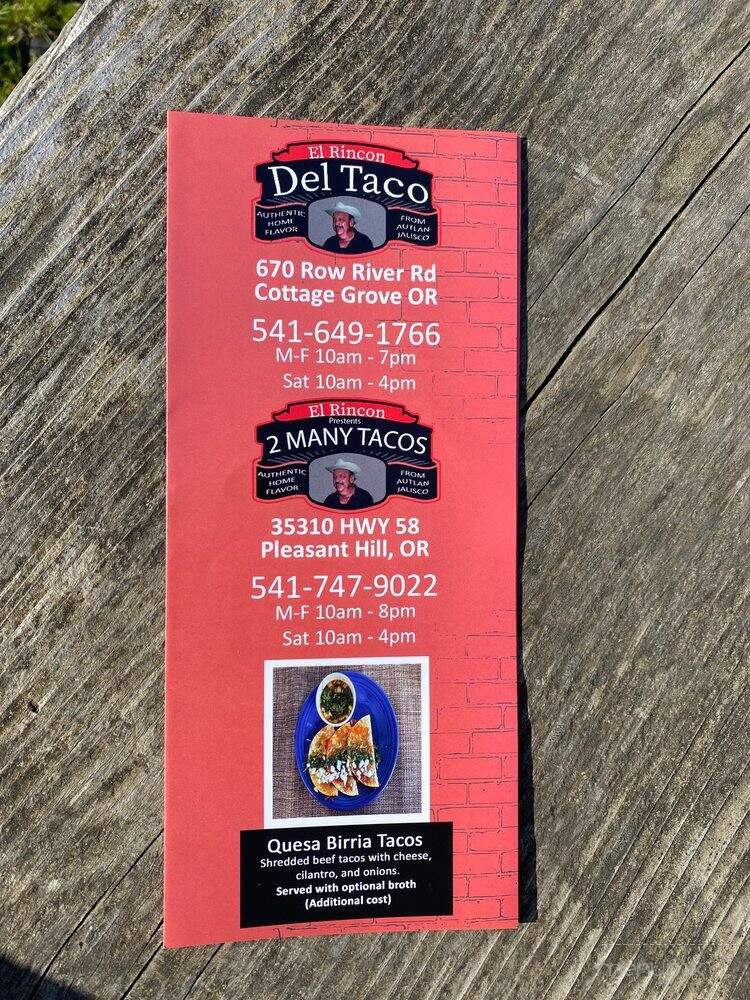 El Rincon
Del Taco
AUTHENTIC
HOME
FLAVOR
FROM
AUTLAN
JALISCO
670 Row River Rd
Cottage Grove OR
541-649-1766
M-F 10am - 7pm
Sat 10am - 4pm
El Rincon
Prestents
2 MANY TACOS
AUTHENTIC
HOME
FLAVOR
FROM
AUTLAN
JALISCO
35310 HWY 58
Pleasant Hill, OR
541-747-9022
M-F 10am - 8pm
Sat 10am - 4pm
Quesa Birria Tacos
Shredded beef tacos with cheese,
cilantro, and onions.
Served with optional broth
(Additional cost)